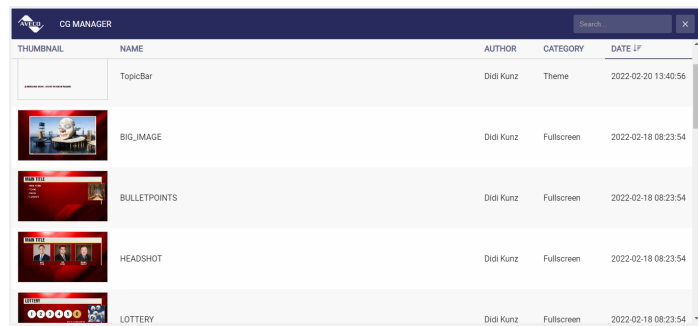 AVECO CG MANAGER Search... ×
THUMBNAIL NAME AUTHOR CATEGORY DATE
TopicBar Didi Kunz Theme 2022-02-20 13:40:56
BIG_IMAGE Didi Kunz Fullscreen 2022-02-18 08:23:54
MAIN TITLE
BULLETPOINTS Didi Kunz Fullscreen 2022-02-18 08:23:54
MAIN TITLE
HEADSHOT Didi Kunz Fullscreen 2022-02-18 08:23:54
LOTTERY
1 2 3 4 5 6
LOTTERY Didi Kunz Fullscreen 2022-02-18 08:23:54